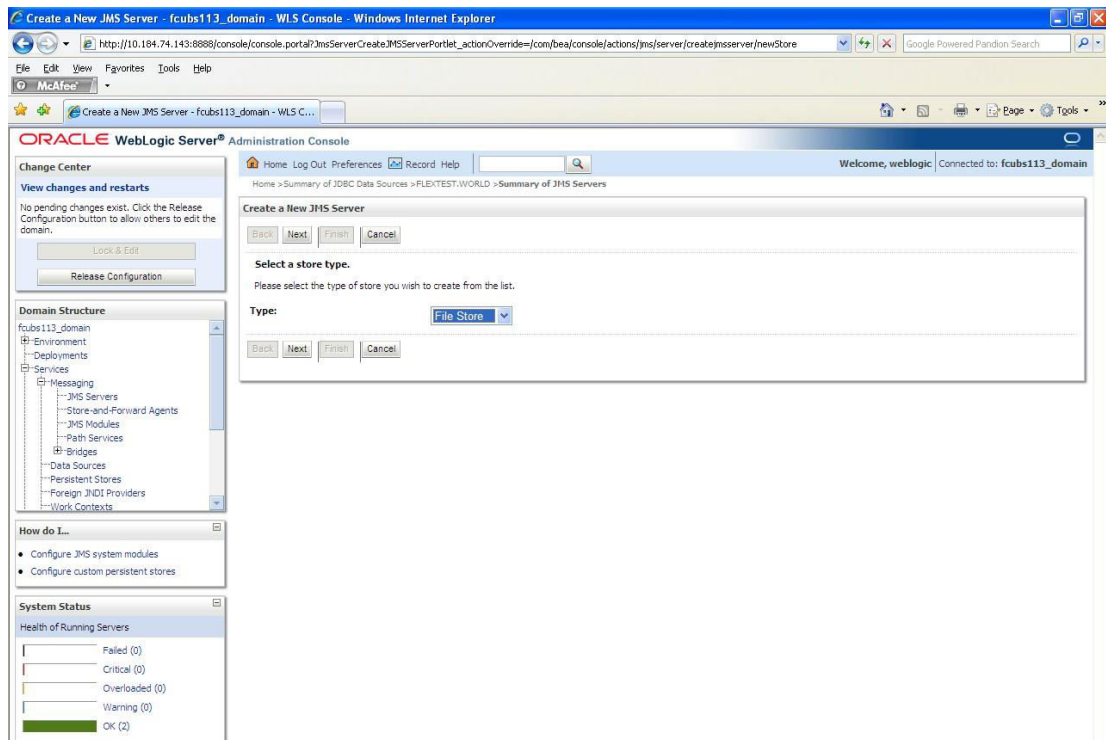 Create a New JMS Server - fcubs113_domain - WLS Console - Windows Internet Explorer
http://10.184.74.143:8888/console/console.portal?JmsServerCreateJMSServerPortlet_actionOverride=/com/bea/console/actions/jms/server/createjmsserver/newStore
Google Powered Pandion Search
File Edit View Favorites Tools Help
McAfee
Create a New JMS Server - fcubs113_domain - WLS C...
Page Tools
ORACLE WebLogic Server® Administration Console
Change Center
View changes and restarts
No pending changes exist. Click the Release
Configuration button to allow others to edit the
domain.
Lock & Edit
Release Configuration
Domain Structure
fcubs113_domain
Environment
Deployments
Services
Messaging
JMS Servers
Store-and-Forward Agents
JMS Modules
Path Services
Bridges
Data Sources
Persistent Stores
Foreign JNDI Providers
Work Contexts
How do I...
Configure JMS system modules
Configure custom persistent stores
System Status
Health of Running Servers
Failed (0)
Critical (0)
Overloaded (0)
Warning (0)
OK (2)
Home Log Out Preferences Record Help
Welcome, weblogic Connected to: fcubs113_domain
Home >Summary of JDBC Data Sources >FLEXTEST.WORLD >Summary of JMS Servers
Create a New JMS Server
Back Next Finish Cancel
Select a store type.
Please select the type of store you wish to create from the list.
Type: File Store
Back Next Finish Cancel